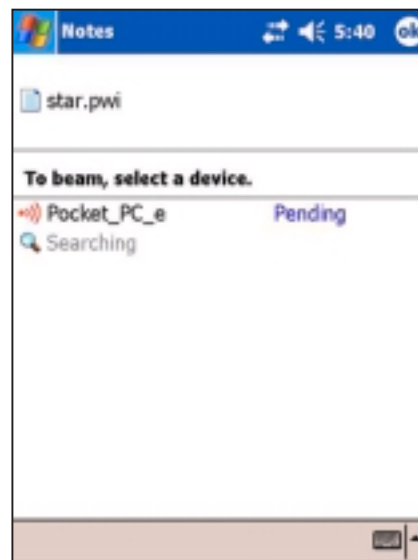 Notes 5:40 ok
star.pwi
To beam, select a device.
Pocket_PC_e Pending
Searching